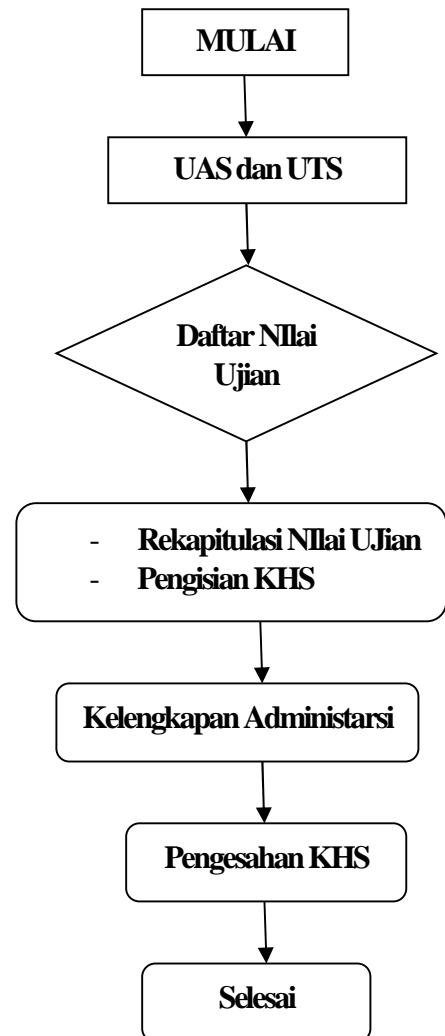 MULAI
UAS dan UTS
Daftar NIlai
Ujian
- Rekapitulasi NIlai UJian
- Pengisian KHS
Kelengkapan Administarsi
Pengesahan KHS
Selesai